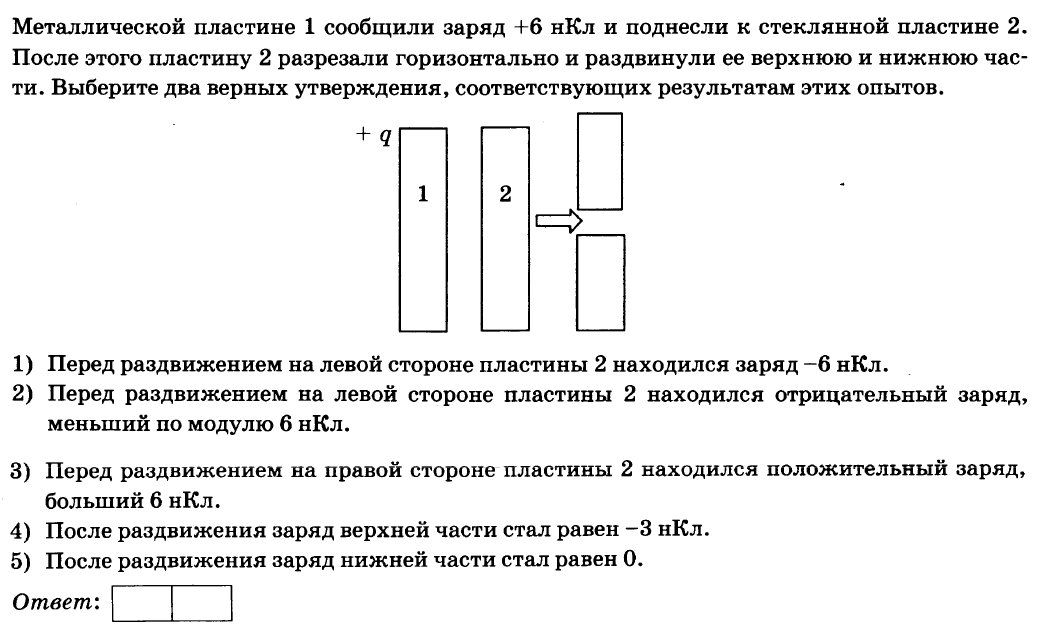 Металлической пластине 1 сообщили заряд +6 нКл и поднесли к стеклянной пластине 2.
После этого пластину 2 разрезали горизонтально и раздвинули ее верхнюю и нижнюю час-
ти. Выберите два верных утверждения, соответствующих результатам этих опытов.
+ q
1
2
1) Перед раздвижением на левой стороне пластины 2 находился заряд –6 нКл.
2) Перед раздвижением на левой стороне пластины 2 находился отрицательный заряд,
меньший по модулю 6 нКл.
3) Перед раздвижением на правой стороне пластины 2 находился положительный заряд,
больший 6 нКл.
4) После раздвижения заряд верхней части стал равен –3 нКл.
5) После раздвижения заряд нижней части стал равен 0.
Ответ: